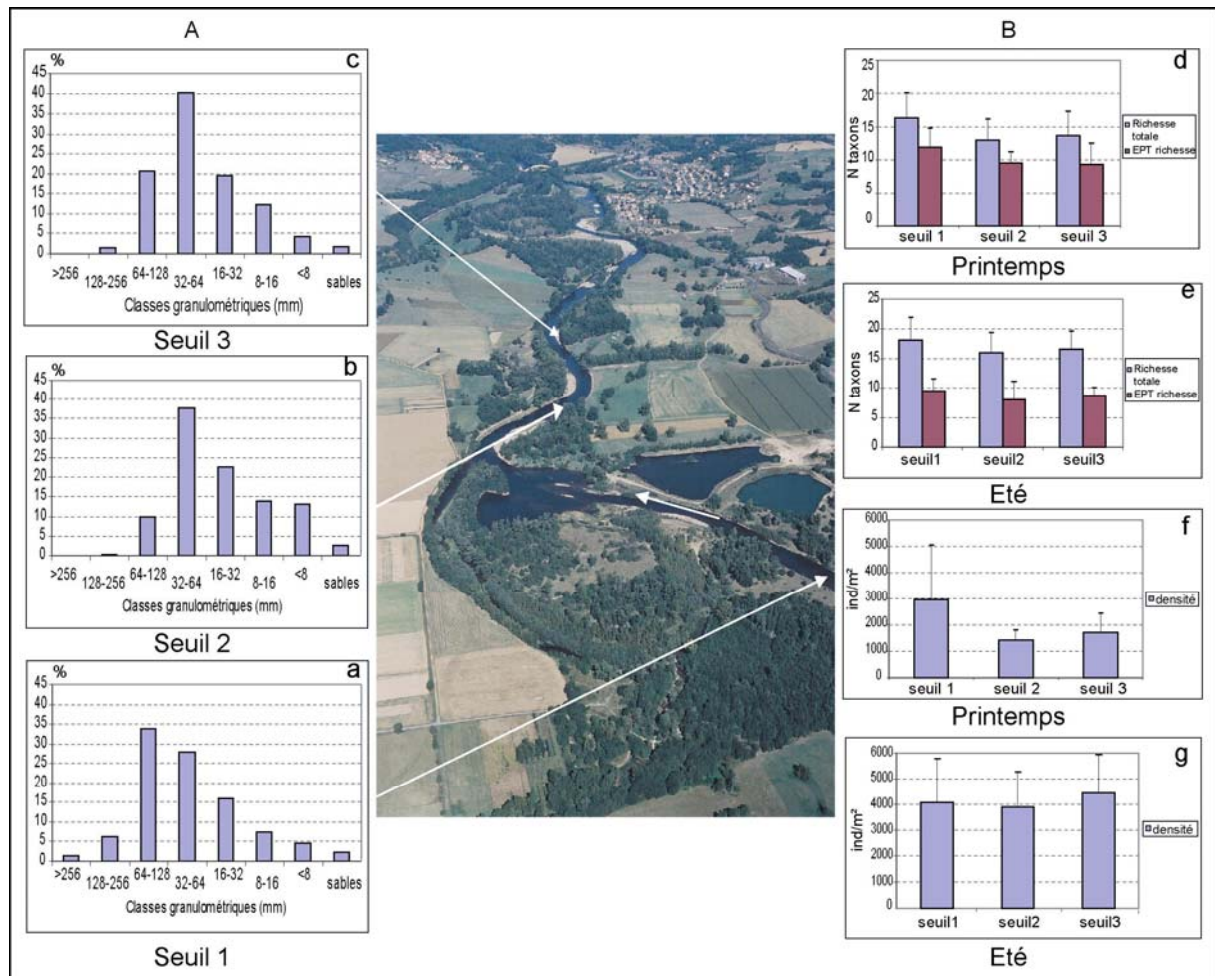 A
%
c
45
40
35
30
25
20
15
10
5
0
>256
128-256
64-128
32-64
16-32
8-16
<8
sables
Classes granulométriques (mm)
Seuil 3
%
b
45
40
35
30
25
20
15
10
5
0
>256
128-256
64-128
32-64
16-32
8-16
<8
sables
Classes granulométriques (mm)
Seuil 2
%
a
45
40
35
30
25
20
15
10
5
0
>256
128-256
64-128
32-64
16-32
8-16
<8
sables
Classes granulométriques (mm)
Seuil 1
B
d
25
20
15
10
5
0
N taxons
seuil 1
seuil 2
seuil 3
Richesse
totale
EPT richesse
Printemps
e
25
20
15
10
5
0
N taxons
seuil1
seuil2
seuil3
Richesse
totale
EPT richesse
Eté
f
6000
5000
4000
3000
2000
1000
0
ind/m²
seuil 1
seuil 2
seuil 3
densité
Printemps
g
6000
5000
4000
3000
2000
1000
0
ind/m²
seuil1
seuil2
seuil3
densité
Eté